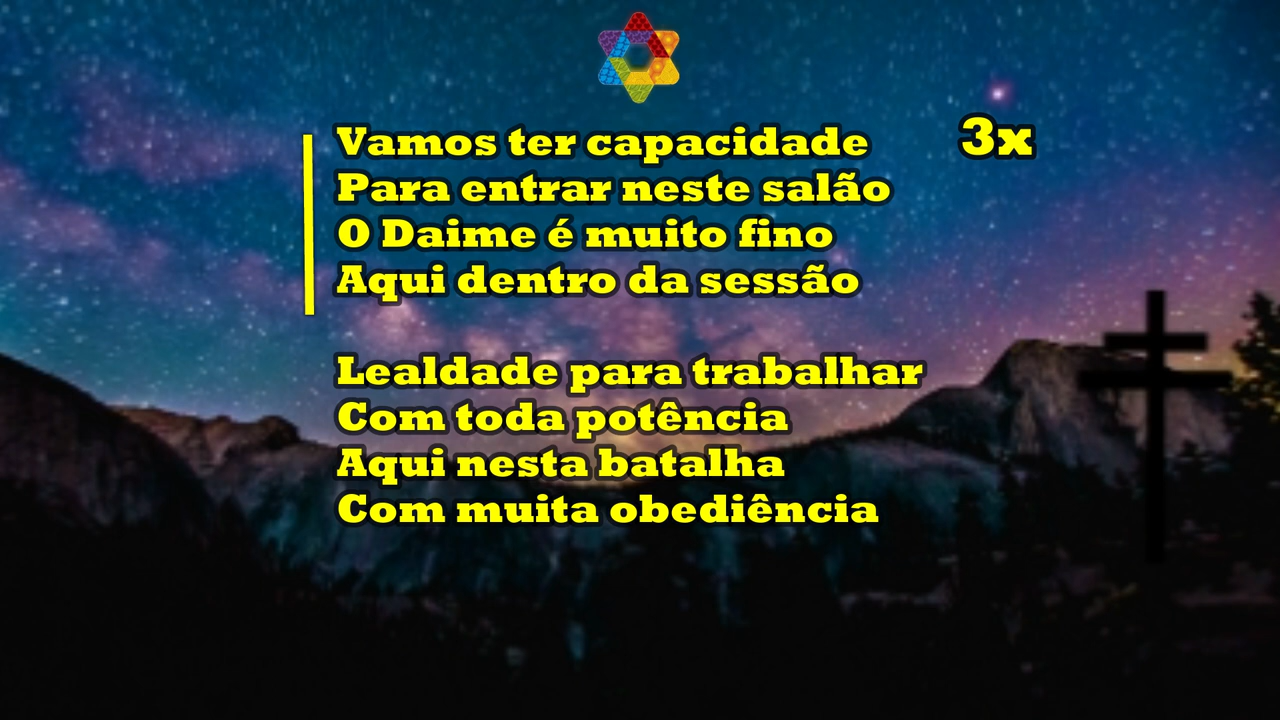 Vamos ter capacidade
3x
Para entrar neste salão
O Daime é muito fino
Aqui dentro da sessão
Lealdade para trabalhar
Com toda potência
Aqui nesta batalha
Com muita obediência